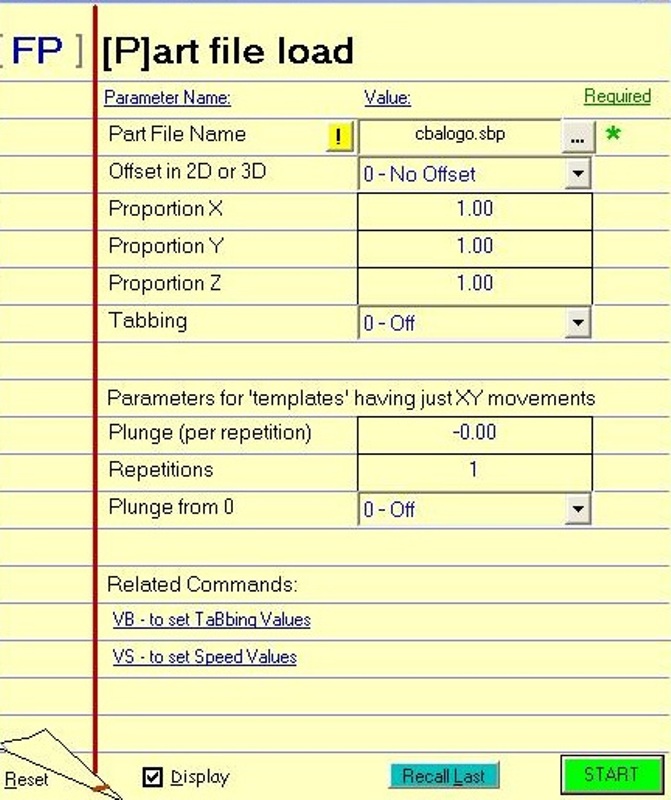 [ FP ] [P]art file load
Parameter Name: Value: Required
Part File Name ! cbalogo.sbp ... *
Offset in 2D or 3D 0 - No Offset
Proportion X 1.00
Proportion Y 1.00
Proportion Z 1.00
Tabbing 0 - Off
Parameters for 'templates' having just XY movements
Plunge (per repetition) -0.00
Repetitions 1
Plunge from 0 0 - Off
Related Commands:
VB - to set TaBbing Values
VS - to set Speed Values
Reset Display Recall Last START